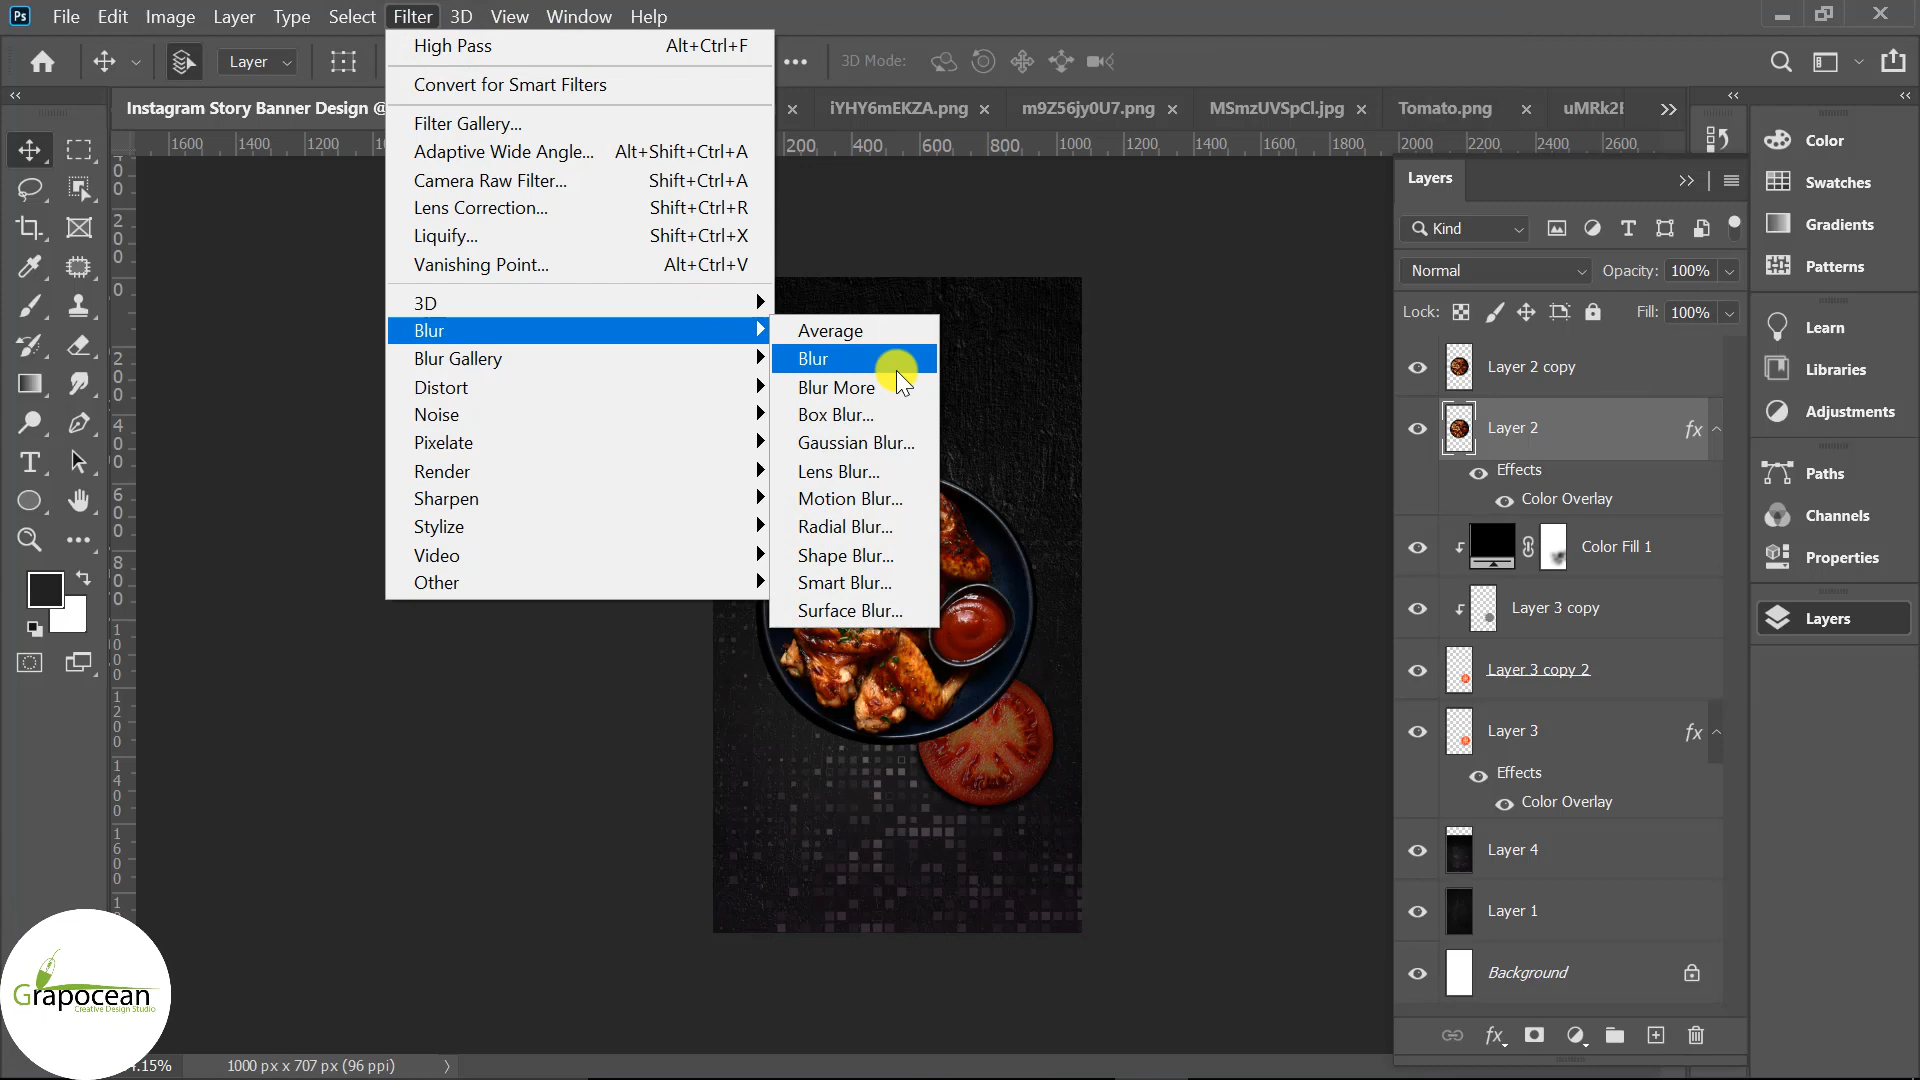 Ps File Edit Image Layer Type Select Filter 3D View Window Help
Layer
3D Mode:
Instagram Story Banner Design @
iYHY6mEKZA.png
m9Z56jy0U7.png
MSmzUVSpCl.jpg
Tomato.png
High Pass Alt+Ctrl+F
Convert for Smart Filters
Filter Gallery...
Adaptive Wide Angle... Alt+Shift+Ctrl+A
Camera Raw Filter... Shift+Ctrl+A
Lens Correction... Shift+Ctrl+R
Liquify... Shift+Ctrl+X
Vanishing Point... Alt+Ctrl+V
3D
Blur
Blur Gallery
Distort
Noise
Pixelate
Render
Sharpen
Stylize
Video
Other
Average
Blur
Blur More
Box Blur...
Gaussian Blur...
Lens Blur...
Motion Blur...
Radial Blur...
Shape Blur...
Smart Blur...
Surface Blur...
1600 1400 1200 200 400 600 800 1000 1200 1400 1600 1800 2000 2200 2400 2600
Layers
Kind
Normal Opacity: 100%
Lock: Fill: 100%
Layer 2 copy
Layer 2 fx
Effects
Color Overlay
Color Fill 1
Layer 3 copy
Layer 3 copy 2
Layer 3 fx
Effects
Color Overlay
Layer 4
Layer 1
Background
fx
Color
Swatches
Gradients
Patterns
Learn
Libraries
Adjustments
Paths
Channels
Properties
Layers
Grapocean
Creative Design Studio
1000 px x 707 px (96 ppi)